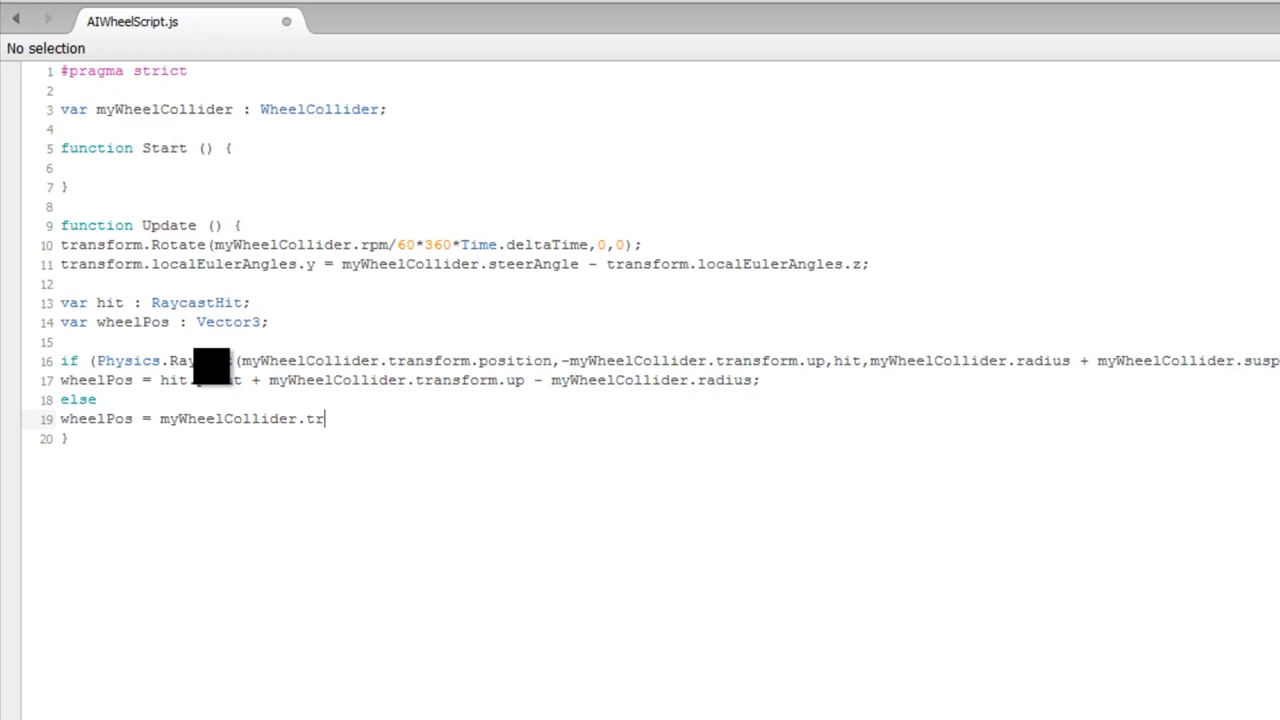 AIWheelScript.js
No selection
1 #pragma strict
2
3 var myWheelCollider : WheelCollider;
4
5 function Start () {
6
7 }
8
9 function Update () {
10 transform.Rotate(myWheelCollider.rpm/60*360*Time.deltaTime,0,0);
11 transform.localEulerAngles.y = myWheelCollider.steerAngle - transform.localEulerAngles.z;
12
13 var hit : RaycastHit;
14 var wheelPos : Vector3;
15
16 if (Physics. (myWheelCollider.transform.position,-myWheelCollider.transform.up,hit,myWheelCollider.radius + myWheelCollider.susp
17 wheelPos = + myWheelCollider.transform.up - myWheelCollider.radius;
18 else
19 wheelPos = myWheelCollider.tr
20 }